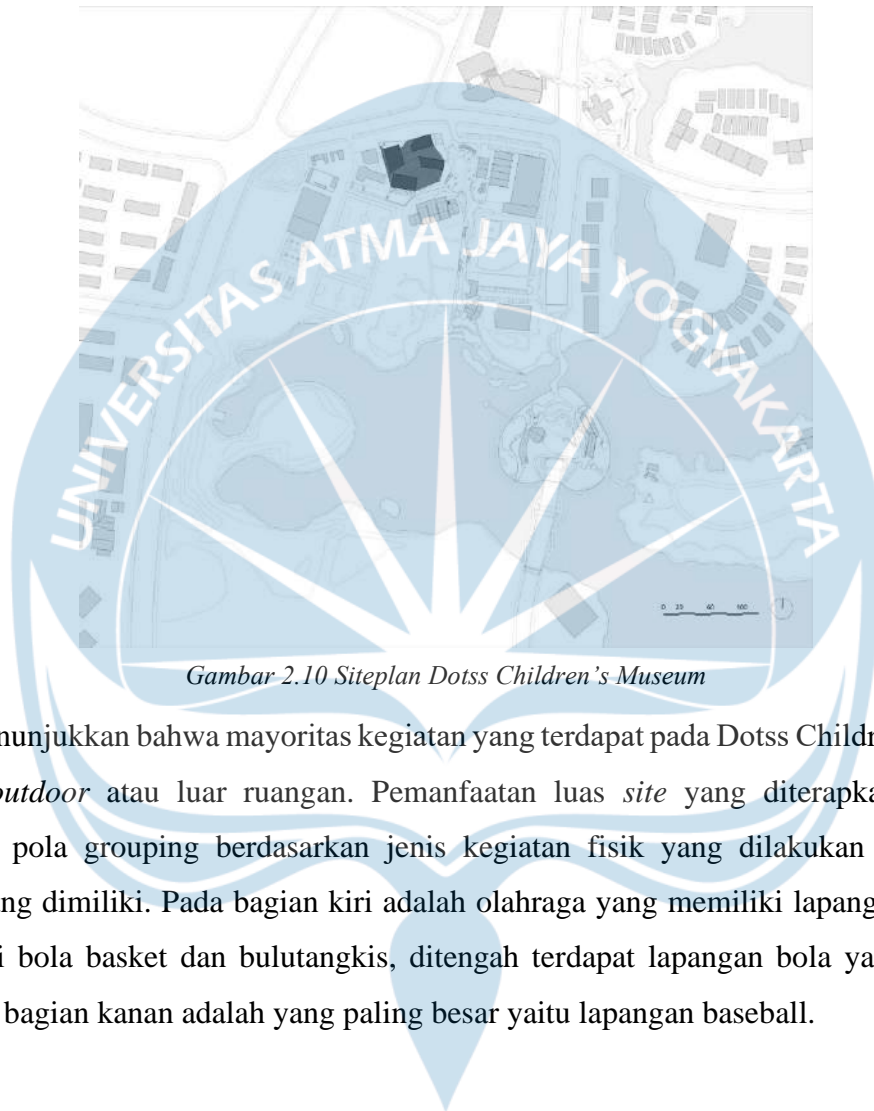 UNIVERSITAS ATMA JAYA YOGYAKARTA
0 20 40 100
Gambar 2.10 Siteplan Dotss Children’s Museum
nunjukkan bahwa mayoritas kegiatan yang terdapat pada Dotss Childr
outdoor atau luar ruangan. Pemanfaatan luas site yang diterapka
pola grouping berdasarkan jenis kegiatan fisik yang dilakukan
ng dimiliki. Pada bagian kiri adalah olahraga yang memiliki lapang
i bola basket dan bulutangkis, ditengah terdapat lapangan bola ya
bagian kanan adalah yang paling besar yaitu lapangan baseball.